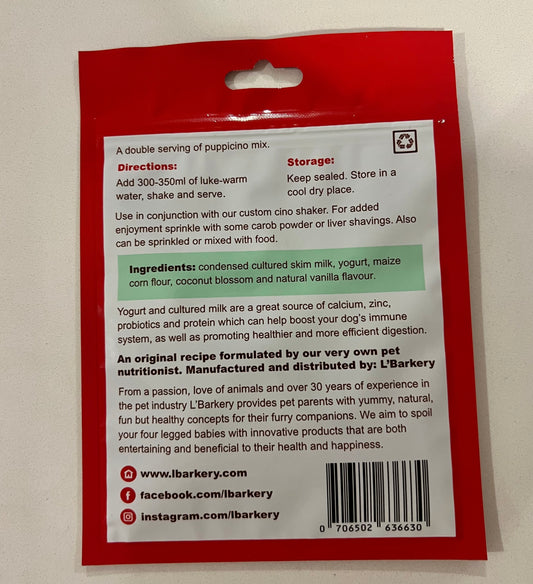 A double serving of puppicino mix.
Directions:
Add 300-350ml of luke-warm
water, shake and serve.
Storage:
Keep sealed. Store in a
cool dry place.
Use in conjunction with our custom cino shaker. For added
enjoyment sprinkle with some carob powder or liver shavings. Also
can be sprinkled or mixed with food.
Ingredients: condensed cultured skim milk, yogurt, maize
corn flour, coconut blossom and natural vanilla flavour.
Yogurt and cultured milk are a great source of calcium, zinc,
probiotics and protein which can help boost your dog's immune
system, as well as promoting healthier and more efficient digestion.
An original recipe formulated by our very own pet
nutritionist. Manufactured and distributed by: L'Barkery
From a passion, love of animals and over 30 years of experience in
the pet industry L'Barkery provides pet parents with yummy, natural,
fun but healthy concepts for their furry companions. We aim to spoil
your four legged babies with innovative products that are both
entertaining and beneficial to their health and happiness.
www.lbarkery.com
facebook.com/lbarkery
instagram.com/lbarkery
0 706502 636630